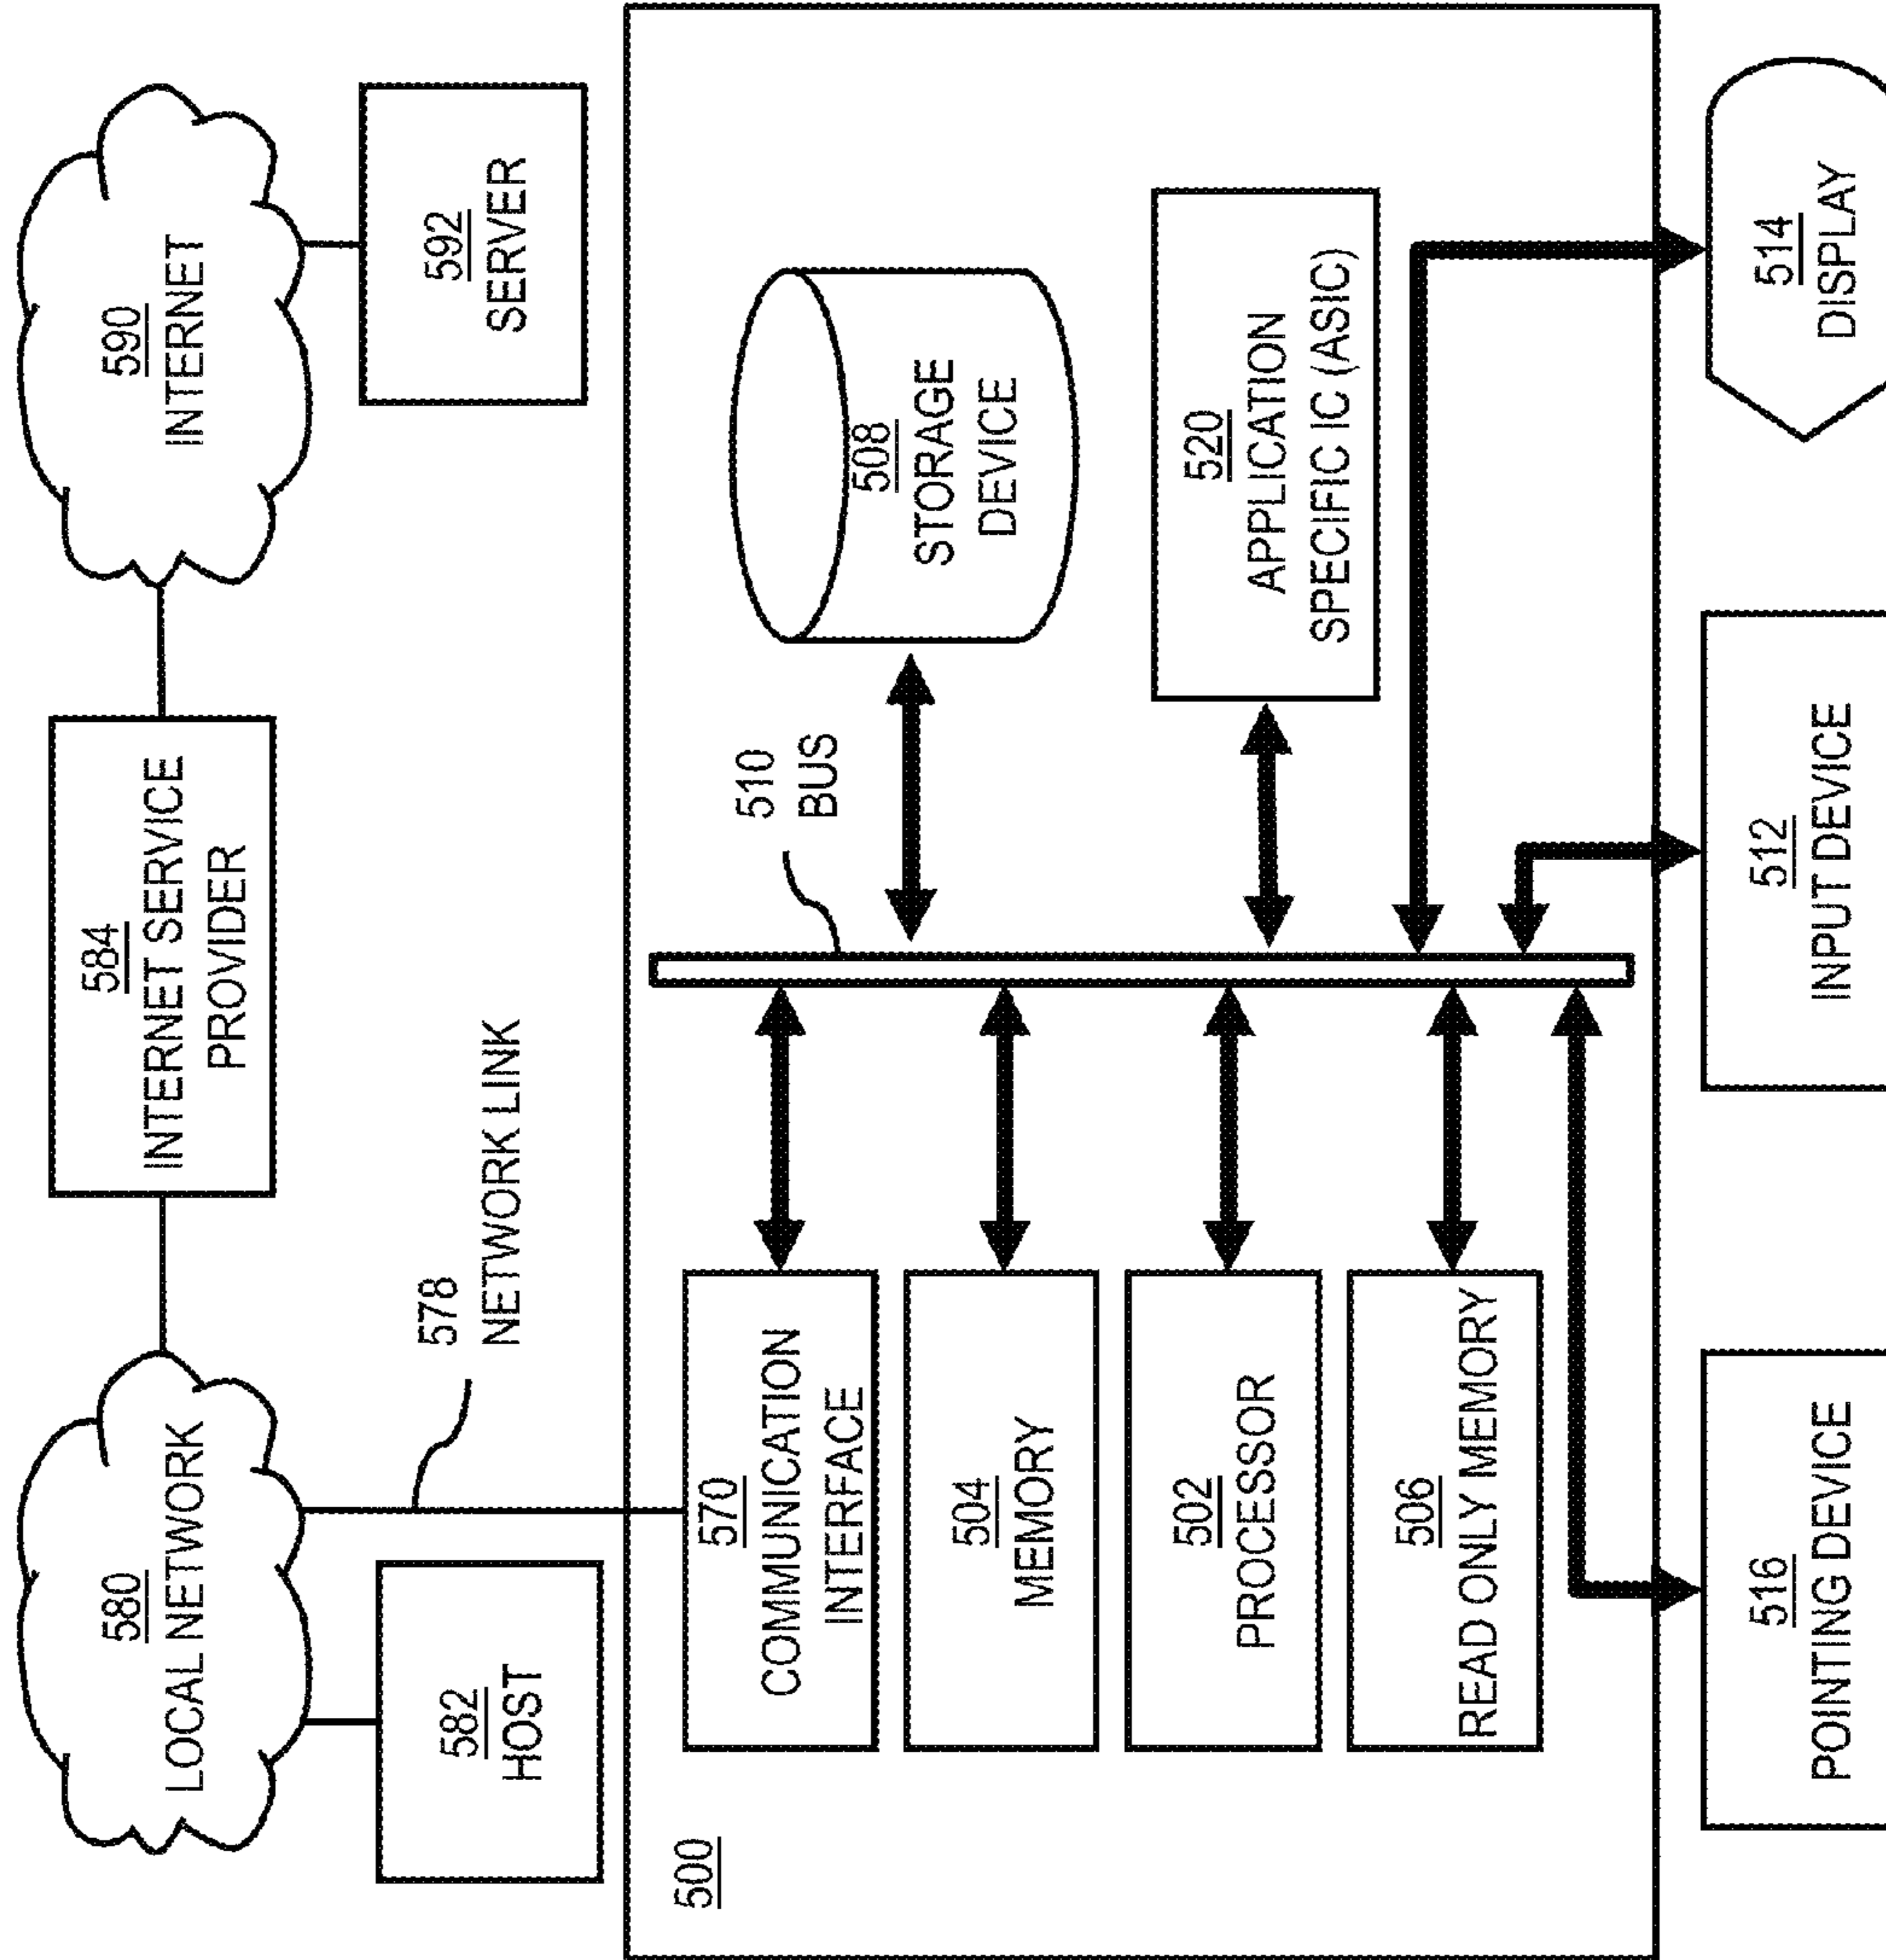 580
LOCAL NETWORK
584
INTERNET SERVICE
PROVIDER
590
INTERNET
582
HOST
578
NETWORK LINK
592
SERVER
500
570
COMMUNICATION
INTERFACE
504
MEMORY
502
PROCESSOR
506
READ ONLY MEMORY
510
BUS
508
STORAGE
DEVICE
520
APPLICATION
SPECIFIC IC (ASIC)
516
POINTING DEVICE
512
INPUT DEVICE
514
DISPLAY